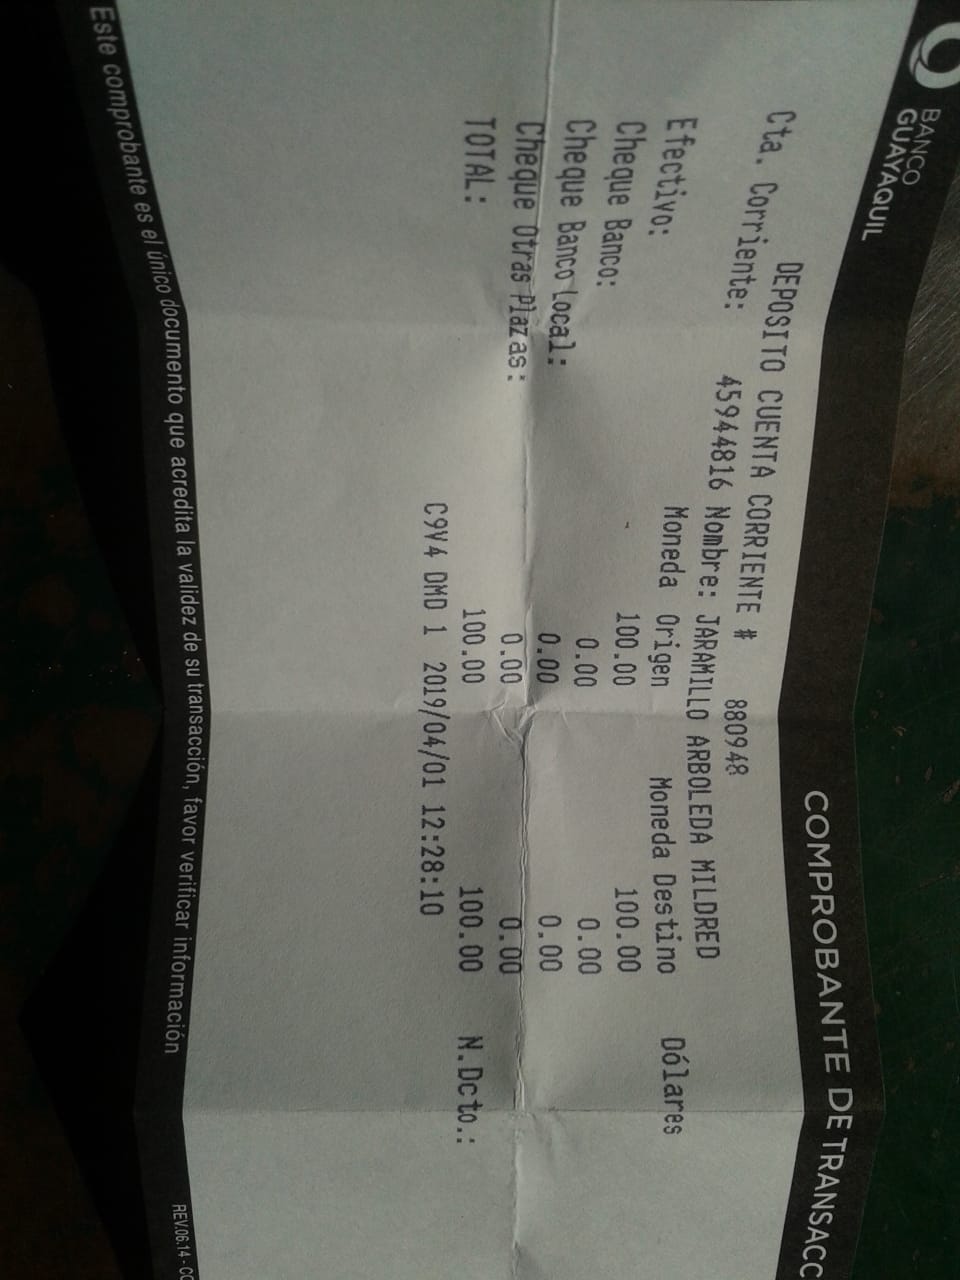 BANCO
GUAYAQUIL
COMPROBANTE DE TRANSACC
DEPOSITO CUENTA CORRIENTE # 880948
Cta. Corriente: 45944816 Nombre: JARAMILLO ARBOLEDA MILDRED
Moneda Origen Moneda Destino Dólares
Efectivo: 100.00 100.00
Cheque Banco: 0.00 0.00
Cheque Banco Local: 0.00 0.00
Cheque Otras Plazas: 0.00 0.00
TOTAL: 100.00 100.00 N.Dcto.:
C9V4 DMD 1 2019/04/01 12:28:10
Este comprobante es el único documento que acredita la validez de su transacción, favor verificar información
REV.06.14 - CO